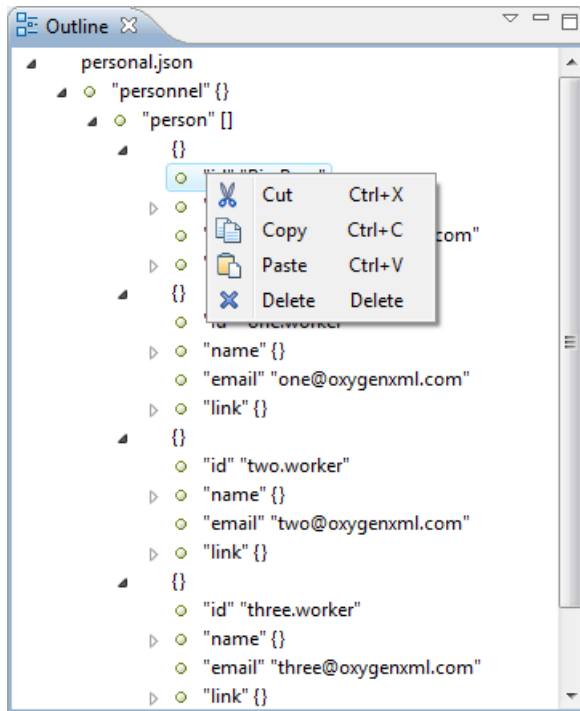 Outline
personal.json
"personnel" {}
"person" []
{}
Cut Ctrl+X
Copy Ctrl+C
com"
Paste Ctrl+V
{}
Delete Delete
"name" {}
"email" "one@oxygenxml.com"
"link" {}
{}
"id" "two.worker"
"name" {}
"email" "two@oxygenxml.com"
"link" {}
{}
"id" "three.worker"
"name" {}
"email" "three@oxygenxml.com"
"link" {}